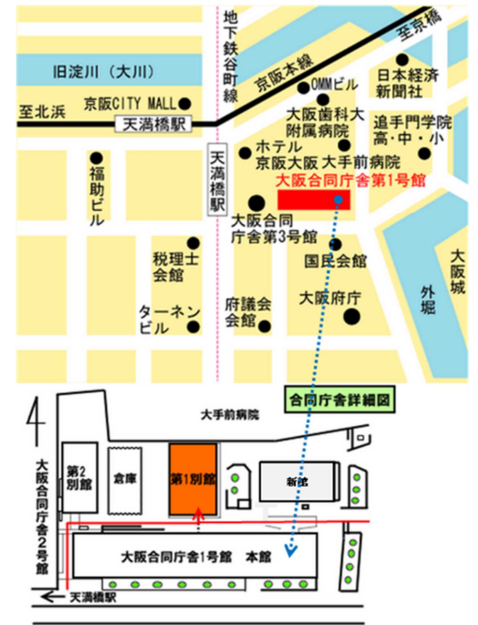 地下鉄谷町線
至京橋
京阪本線
旧淀川（大川）
OMMビル
日本経済
新聞社
至北浜
京阪CITY MALL
大阪歯科大
附属病院
天満橋駅
追手門学院
高・中・小
ホテル
京阪大阪
大手前病院
天満橋駅
福助ビル
大阪合同庁舎第1号館
大阪合同
庁舎第3号館
税理士
会館
国民会館
大阪城
外堀
ターネン
ビル
府議会
会館
大阪府庁
合同庁舎詳細図
4
大手前病院
大阪合同庁舎2号館
第2
別館
倉庫
第1別館
新館
大阪合同庁舎1号館 本館
天満橋駅